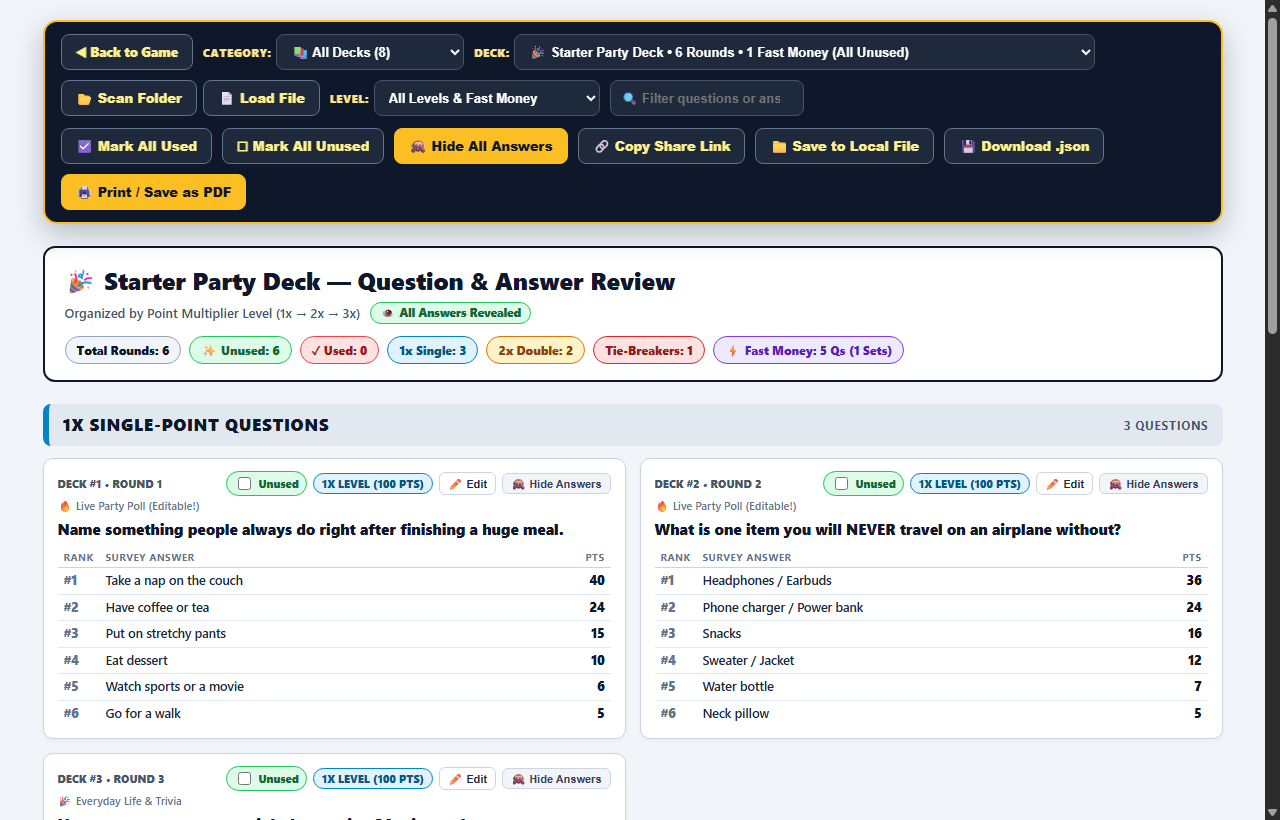 ◀ Back to Game CATEGORY: All Decks (8) DECK: Starter Party Deck • 6 Rounds • 1 Fast Money (All Unused)
Scan Folder Load File LEVEL: All Levels & Fast Money Filter questions or ans
Mark All Used Mark All Unused Hide All Answers Copy Share Link Save to Local File Download .json
Print / Save as PDF
Starter Party Deck — Question & Answer Review
Organized by Point Multiplier Level (1x → 2x → 3x) All Answers Revealed
Total Rounds: 6 Unused: 6 ✓ Used: 0 1x Single: 3 2x Double: 2 Tie-Breakers: 1 Fast Money: 5 Qs (1 Sets)
1X SINGLE-POINT QUESTIONS 3 QUESTIONS
DECK #1 • ROUND 1 Unused 1X LEVEL (100 PTS) Edit Hide Answers
Live Party Poll (Editable!)
Name something people always do right after finishing a huge meal.
RANK SURVEY ANSWER PTS
#1 Take a nap on the couch 40
#2 Have coffee or tea 24
#3 Put on stretchy pants 15
#4 Eat dessert 10
#5 Watch sports or a movie 6
#6 Go for a walk 5
DECK #2 • ROUND 2 Unused 1X LEVEL (100 PTS) Edit Hide Answers
Live Party Poll (Editable!)
What is one item you will NEVER travel on an airplane without?
RANK SURVEY ANSWER PTS
#1 Headphones / Earbuds 36
#2 Phone charger / Power bank 24
#3 Snacks 16
#4 Sweater / Jacket 12
#5 Water bottle 7
#6 Neck pillow 5
DECK #3 • ROUND 3 Unused 1X LEVEL (100 PTS) Edit Hide Answers
Everyday Life & Trivia